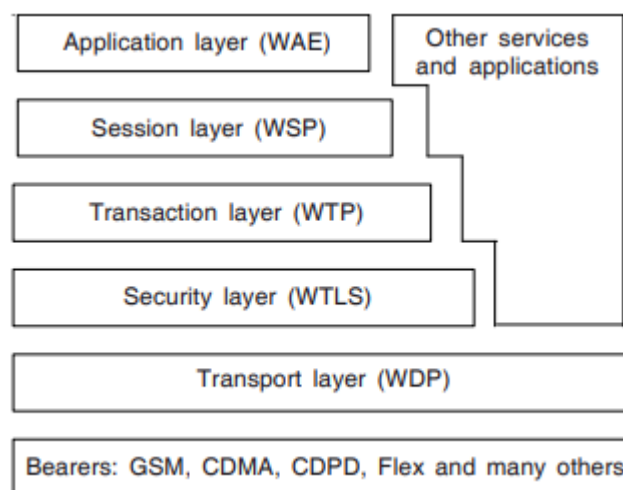 Application layer (WAE)
Other services
and applications
Session layer (WSP)
Transaction layer (WTP)
Security layer (WTLS)
Transport layer (WDP)
Bearers: GSM, CDMA, CDPD, Flex and many others